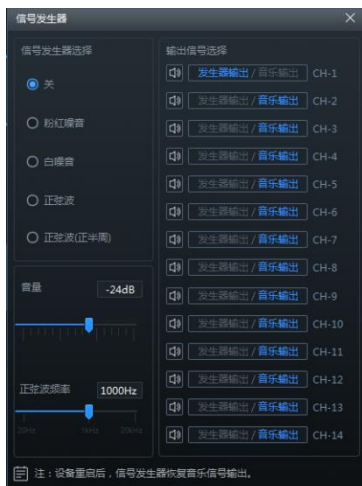 信号发生器
信号发生器选择
关
粉红噪音
白噪音
正弦波
正弦波(正半周)
音量
-24dB
正弦波频率
1000Hz
20Hz 1kHz 20kHz
输出信号选择
发生器输出/音乐输出 CH-1
发生器输出/音乐输出 CH-2
发生器输出/音乐输出 CH-3
发生器输出/音乐输出 CH-4
发生器输出/音乐输出 CH-5
发生器输出/音乐输出 CH-6
发生器输出/音乐输出 CH-7
发生器输出/音乐输出 CH-8
发生器输出/音乐输出 CH-9
发生器输出/音乐输出 CH-10
发生器输出/音乐输出 CH-11
发生器输出/音乐输出 CH-12
发生器输出/音乐输出 CH-13
发生器输出/音乐输出 CH-14
注：设备重启后，信号发生器恢复音乐信号输出。